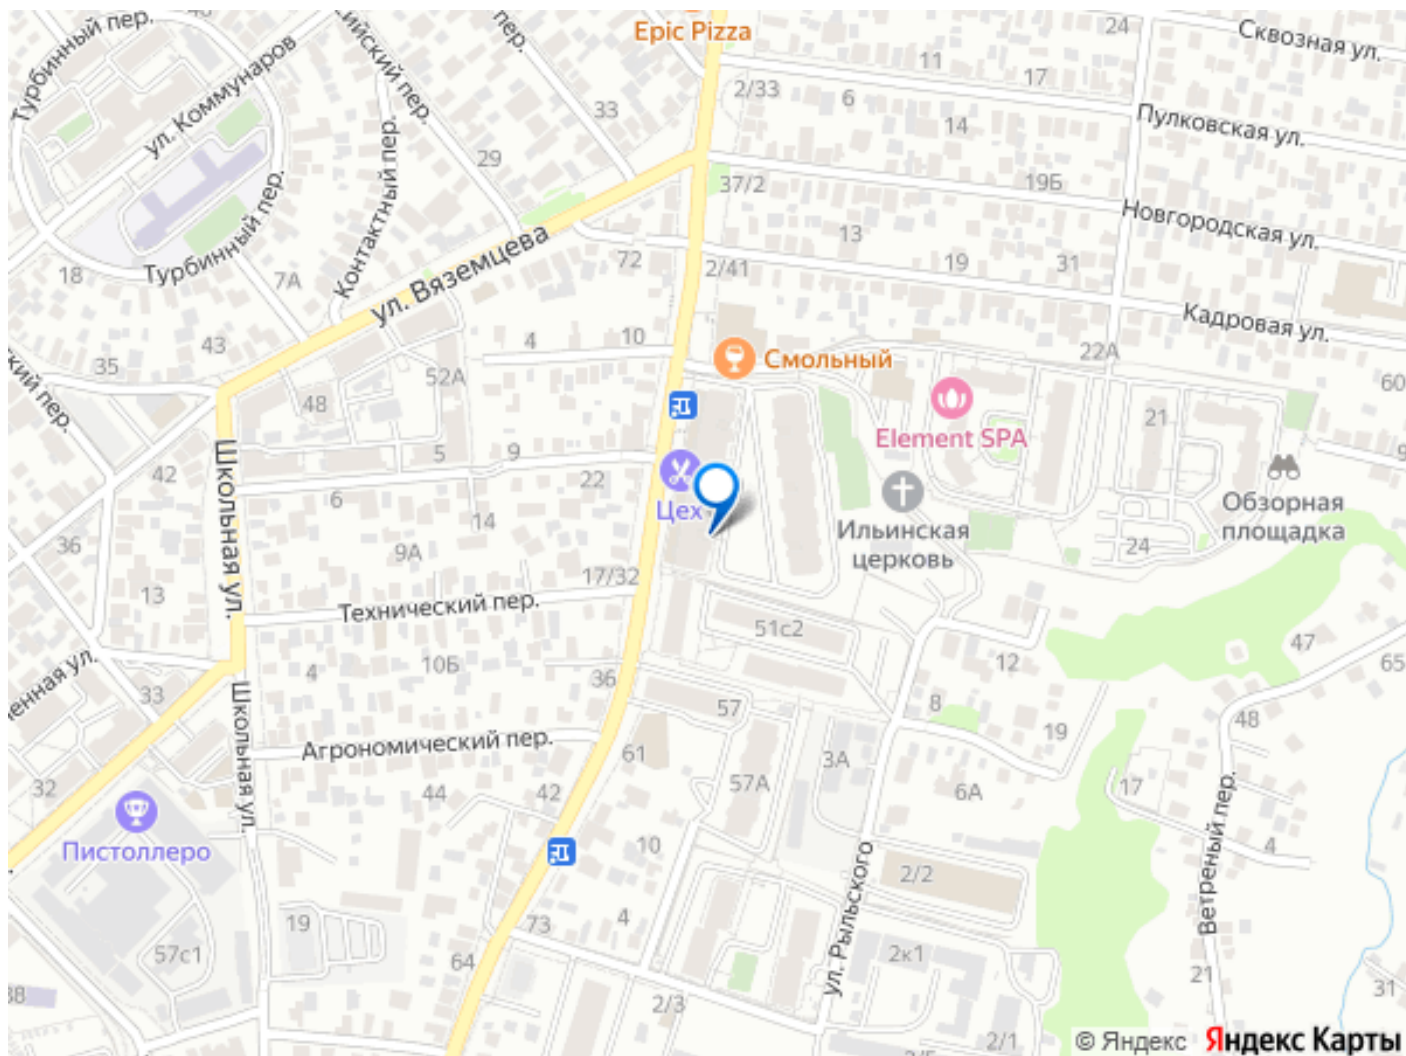 Турбинный пер.
ул. Коммунаров
пер.
Epic Pizza
24
Сквозная ул.
11
17
2/33
6
14
Пулковская ул.
33
Контактный пер.
29
37/2
19Б
Новгородская ул.
Турбинный пер.
18
7А
ул. Вяземцева
72
2/41
13
19
31
Кадровая ул.
43
35
4
10
Смольный
22А
60
52А
48
Element SPA
21
Школьная ул.
42
5
9
22
6
14
Цех
Ильинская
церковь
Обзорная
площадка
24
36
9А
13
17/32
Технический пер.
51с2
4
10Б
12
47
65
33
36
8
Школьная ул.
57
19
48
Агрономический пер.
61
3А
32
44
42
57А
6А
17
Ветреный пер.
Пистоллеро
10
4
2/2
ул. Рыльского
19
73
4
57с1
64
2к1
21
31
2/3
2/1
© Яндекс Яндекс Карты